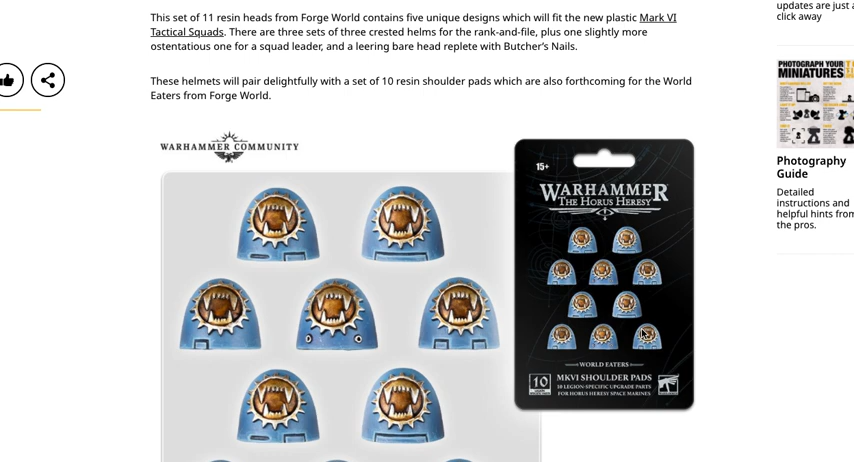 This set of 11 resin heads from Forge World contains five unique designs which will fit the new plastic Mark VI
Tactical Squads. There are three sets of three crested helms for the rank-and-file, plus one slightly more
ostentatious one for a squad leader, and a leering bare head replete with Butcher's Nails.
These helmets will pair delightfully with a set of 10 resin shoulder pads which are also forthcoming for the World
Eaters from Forge World.
WARHAMMER COMMUNITY
15+
WARHAMMER
THE HORUS HERESY
WORLD EATERS
10
MKVI SHOULDER PADS
10 LEGION-SPECIFIC UPGRADE PARTS
FOR HORUS HERESY SPACE MARINES
updates are just a
click away
PHOTOGRAPH YOUR
MINIATURES
Photography
Guide
Detailed
instructions and
helpful hints from
the pros.